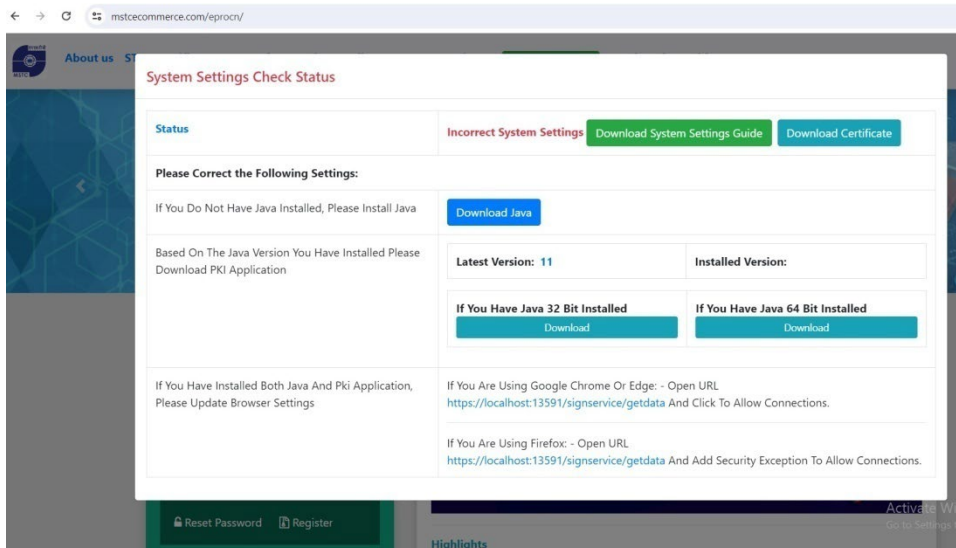 mstcecommerce.com/eprocn/
MSTC
About us
System Settings Check Status
Status
Incorrect System Settings
Download System Settings Guide
Download Certificate
Please Correct the Following Settings:
If You Do Not Have Java Installed, Please Install Java
Download Java
Based On The Java Version You Have Installed Please
Download PKI Application
Latest Version: 11
Installed Version:
If You Have Java 32 Bit Installed
Download
If You Have Java 64 Bit Installed
Download
If You Have Installed Both Java And Pki Application,
Please Update Browser Settings
If You Are Using Google Chrome Or Edge: - Open URL
https://localhost:13591/signservice/getdata And Click To Allow Connections.
If You Are Using Firefox: - Open URL
https://localhost:13591/signservice/getdata And Add Security Exception To Allow Connections.
Reset Password
Register
Highlights
Activate Wi
Go to Settings